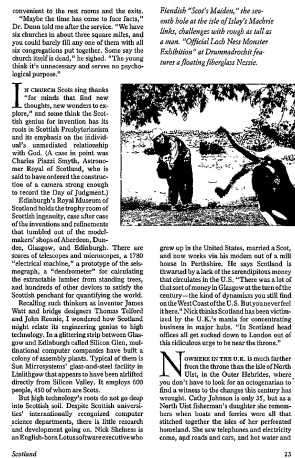 convenient to the rest rooms and the exits.
"Maybe the time has come to face facts,"
Dr. Dunn told me after the service. "We have
six churches in about three square miles, and
you could barely fill any one of them with all
six congregations put together. Some say the
church itself is dead," he sighed. "The young
think it's unnecessary and serves no psycho-
logical purpose."
IN CHURCH Scots sing thanks
"for minds that find new
thoughts, new wonders to ex-
plore," and some think the Scot-
tish genius for invention has its
roots in Scottish Presbyterianism
and its emphasis on the individ-
ual's unmediated relationship
with God. (A case in point was
Charles Piazzi Smyth, Astrono-
mer Royal of Scotland, who is
said to have ordered the construc-
tion of a camera strong enough
to record the Day of Judgment.)
Edinburgh's Royal Museum of
Scotland holds the trophy room of
Scottish ingenuity, case after case
of the inventions and refinements
that tumbled out of the model-
makers' shops of Aberdeen, Dun-
dee, Glasgow, and Edinburgh. There are
scores of telescopes and microscopes, a 1780
"electrical machine," a prototype of the seis-
mograph, a "dendrometer" for calculating
the extractable lumber from standing trees,
and hundreds of other devices to satisfy the
Scottish penchant for quantifying the world.
Recalling such thinkers as inventor James
Watt and bridge designers Thomas Telford
and John Rennie, I wondered how Scotland
might relate its engineering genius to high
technology. In a glittering strip between Glas-
gow and Edinburgh called Silicon Glen, mul-
tinational computer companies have built a
colony of assembly plants. Typical of them is
Sun Microsystems' glass-and-steel facility in
Linlithgow that appears to have been airlifted
directly from Silicon Valley. It employs 600
people, 450 of whom are Scots.
But high technology's roots do not go deep
into Scottish soil. Despite Scottish universi-
ties' internationally recognized computer
science departments, there is little research
and development going on. Nick Shelness is
an English-born Lotus software executive who
Fiendish "Scot's Maiden," the sev-
enth hole at the isle of Islay's Machrie
links, challenges with rough as tall as
a man. "Official Loch Ness Monster
Exhibition" at Drumnadrochit fea-
tures a floating fiberglass Nessie.
grew up in the United States, married a Scot,
and now works via his modem out of a mill
house in Perthshire. He says Scotland is
thwarted by a lack of the serendipitous money
that circulates in the U.S. "There was a lot of
that sort of money in Glasgow at the turn of the
century—the kind of dynamism you still find
on the West Coast of the U.S. But you never feel
it here." Nick thinks Scotland has been victim-
ized by the U.K.'s mania for concentrating
business in major hubs. "In Scotland head
offices all get sucked down to London out of
this ridiculous urge to be near the throne."
NOWHERE IN THE U.K. is much farther
from the throne than the isle of North
Uist, in the Outer Hebrides, where
you don't have to look for an octogenarian to
find a witness to the changes this century has
wrought. Cathy Johnson is only 35, but as a
North Uist fisherman's daughter she remem-
bers when boats and ferries were all that
stitched together the isles of her perforated
homeland. She saw telephones and electricity
come, and roads and cars, and hot water and
Scotland
23